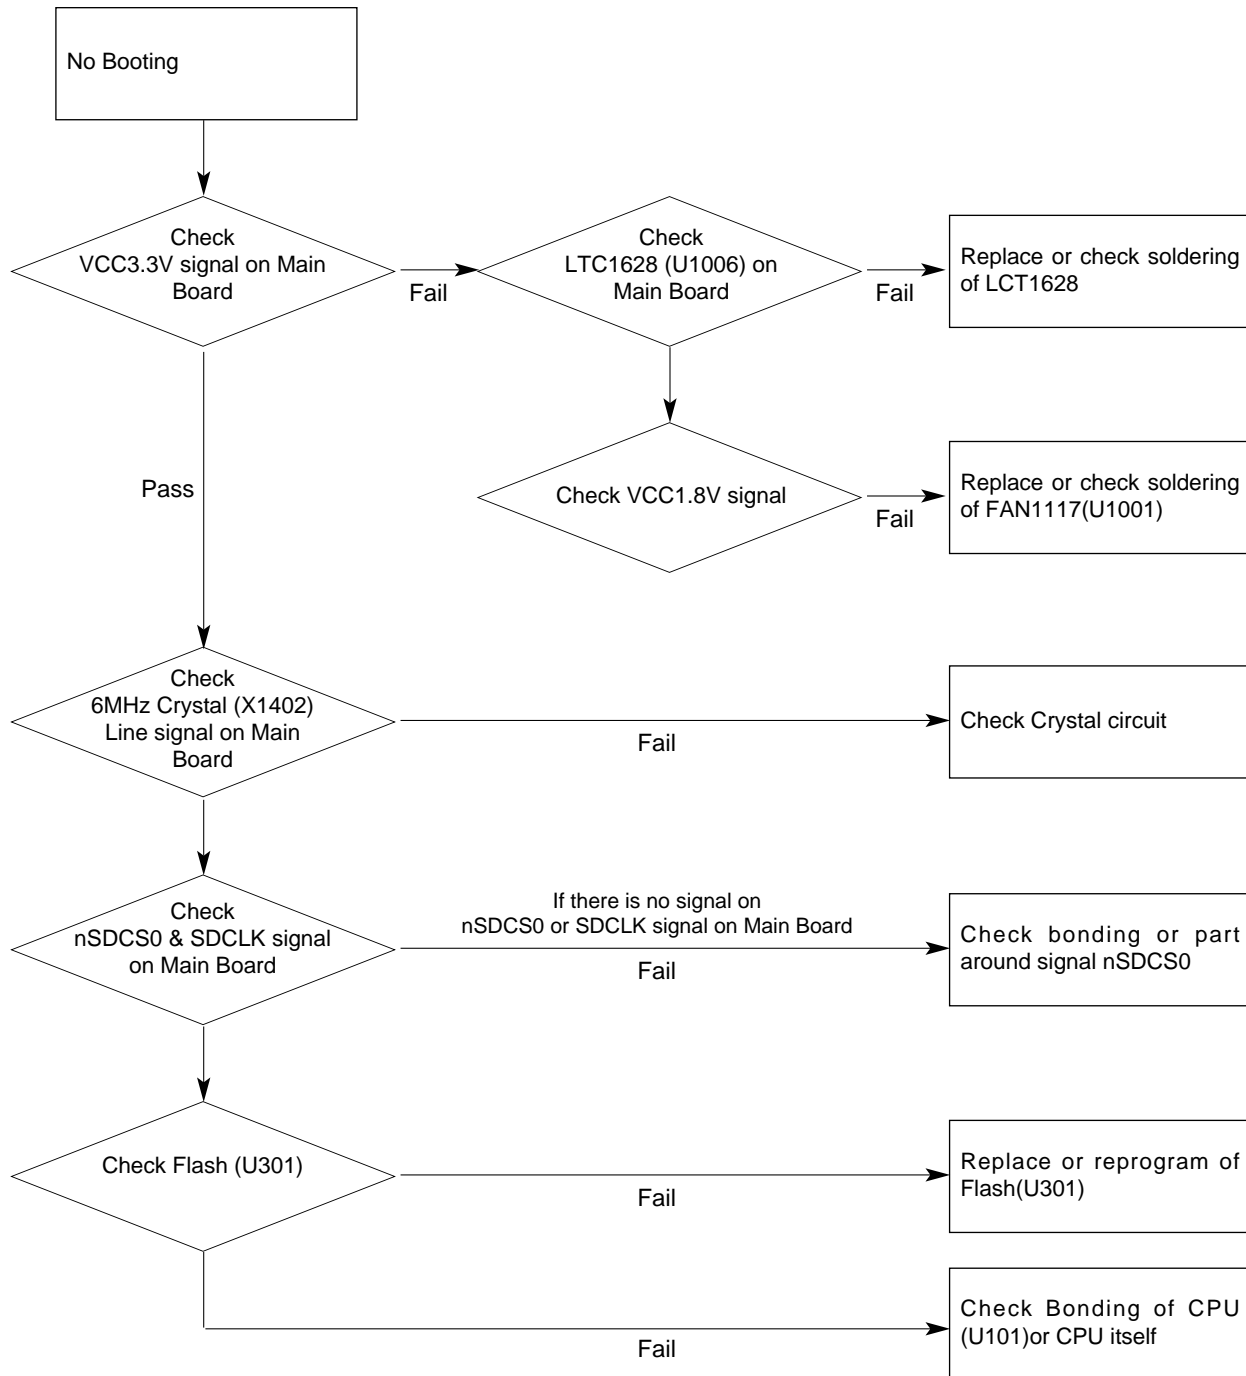 No Booting
Check
VCC3.3V signal on Main
Board
Fail
Check
LTC1628 (U1006) on
Main Board
Fail
Replace or check soldering
of LCT1628
Pass
Check VCC1.8V signal
Fail
Replace or check soldering
of FAN1117(U1001)
Check
6MHz Crystal (X1402)
Line signal on Main
Board
Fail
Check Crystal circuit
Check
nSDCS0 & SDCLK signal
on Main Board
If there is no signal on
nSDCS0 or SDCLK signal on Main Board
Fail
Check bonding or part
around signal nSDCS0
Check Flash (U301)
Fail
Replace or reprogram of
Flash(U301)
Fail
Check Bonding of CPU
(U101)or CPU itself